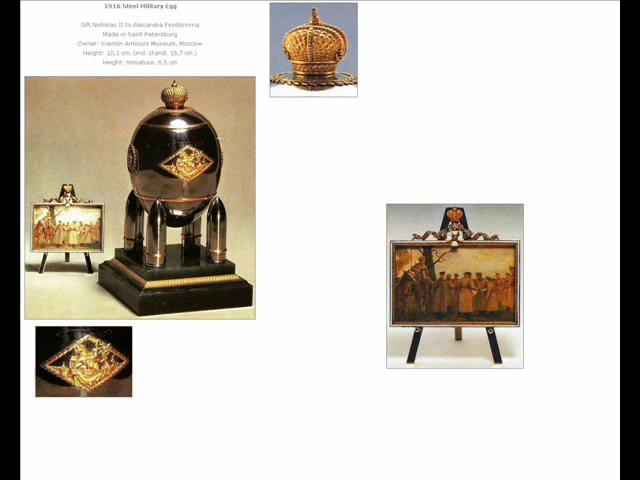 1916 Steel Military Egg
Gift Nicholas II to Alexandra Fyodorovna
Made in Saint Petersburg
Owner: Kremlin Armoury Museum, Moscow
Height: 10,1 cm. (incl. stand: 16,7 cm.)
Height: miniature: 6,5 cm